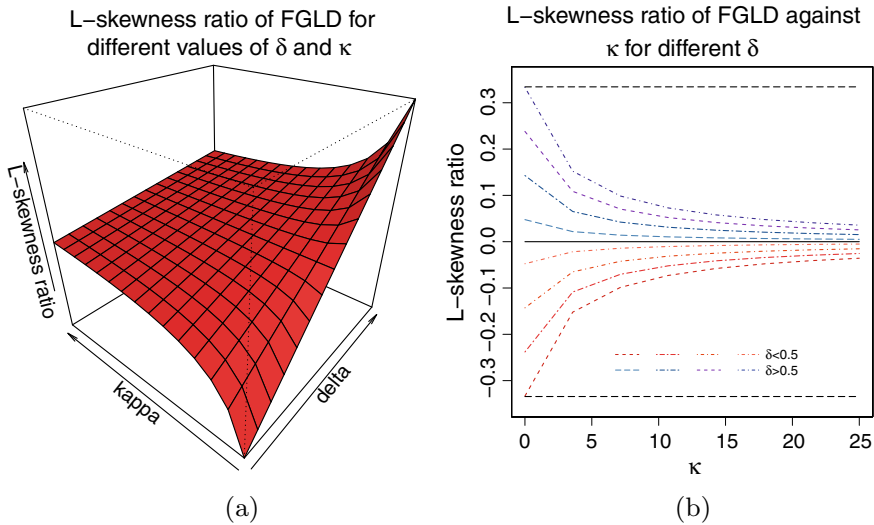 L−skewness ratio of FGLD for
different values of δ and κ
L−skewness ratio
kappa
delta
(a)
L−skewness ratio of FGLD against
κ for different δ
L−skewness ratio
0.3
0.2
0.1
0.0
−0.1
−0.2
−0.3
δ<0.5
δ>0.5
0 5 10 15 20 25
κ
(b)